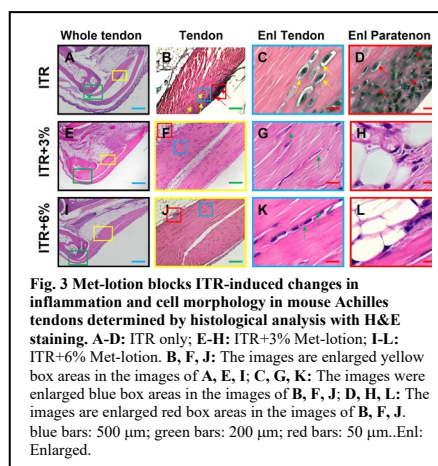 Whole tendon Tendon Enl Tendon Enl Paratenon
ITR
A B C D
ITR+3%
E F G H
ITR+6%
I J K L
Fig. 3 Met-lotion blocks ITR-induced changes in
inflammation and cell morphology in mouse Achilles
tendons determined by histological analysis with H&E
staining. A-D: ITR only; E-H: ITR+3% Met-lotion; I-L:
ITR+6% Met-lotion. B, F, J: The images are enlarged yellow
box areas in the images of A, E, I; C, G, K: The images were
enlarged blue box areas in the images of B, F, J; D, H, L: The
images are enlarged red box areas in the images of B, F, J.
blue bars: 500 μm; green bars: 200 μm; red bars: 50 μm..Enl:
Enlarged.